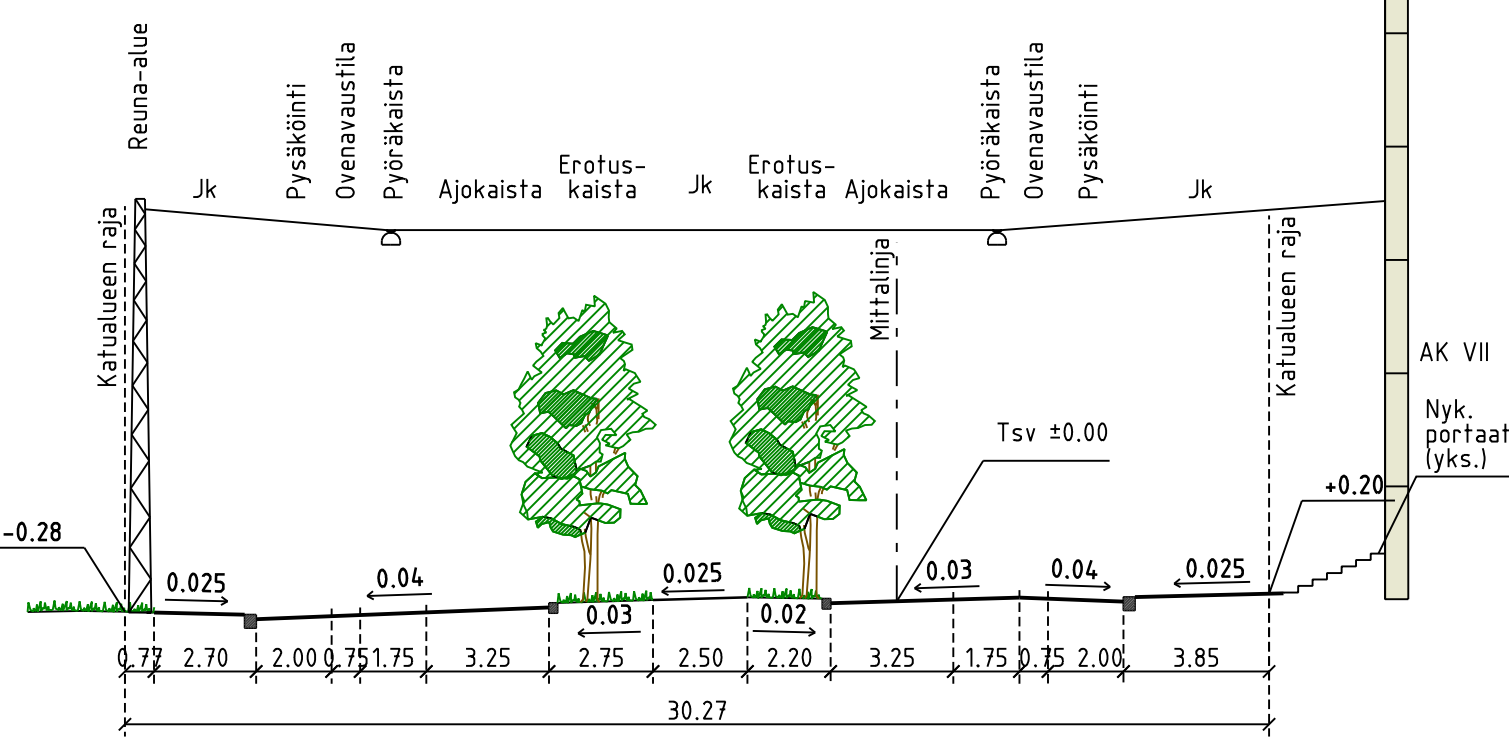 Reuna-alue
Jk
Pysäköinti
Ovenavaustila
Pyöräkaista
Ajokaista
Erotus-
kaista
Jk
Erotus-
kaista
Ajokaista
Pyöräkaista
Ovenavaustila
Pysäköinti
Jk
Katualueen raja
Mittalinja
Katualueen raja
AK VII
Nyk.
portaat
(yks.)
Tsv ±0.00
+0.20
-0.28
0.025
0.04
0.03
0.025
0.02
0.03
0.04
0.025
0.77
2.70
2.00
0.75
1.75
3.25
2.75
2.50
2.20
3.25
1.75
0.75
2.00
3.85
30.27